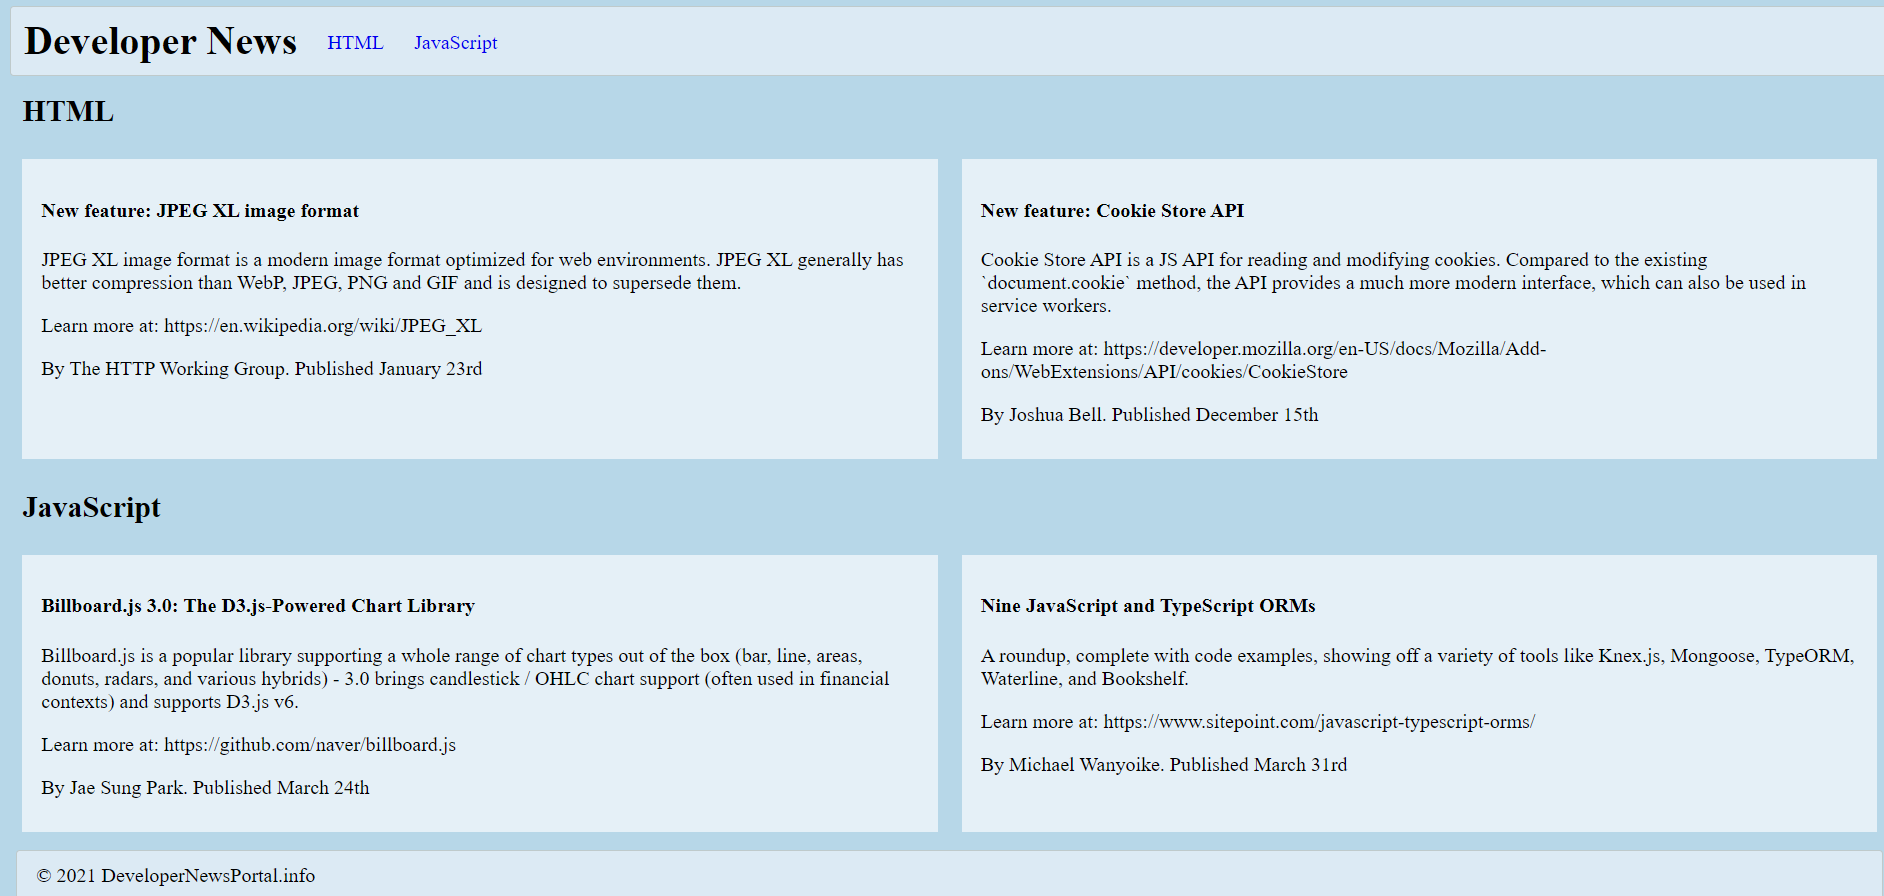 Developer News HTML JavaScript
HTML
New feature: JPEG XL image format
JPEG XL image format is a modern image format optimized for web environments. JPEG XL generally has
better compression than WebP, JPEG, PNG and GIF and is designed to supersede them.
Learn more at: https://en.wikipedia.org/wiki/JPEG_XL
By The HTTP Working Group. Published January 23rd
New feature: Cookie Store API
Cookie Store API is a JS API for reading and modifying cookies. Compared to the existing
`document.cookie` method, the API provides a much more modern interface, which can also be used in
service workers.
Learn more at: https://developer.mozilla.org/en-US/docs/Mozilla/Add-
ons/WebExtensions/API/cookies/CookieStore
By Joshua Bell. Published December 15th
JavaScript
Billboard.js 3.0: The D3.js-Powered Chart Library
Billboard.js is a popular library supporting a whole range of chart types out of the box (bar, line, areas,
donuts, radars, and various hybrids) - 3.0 brings candlestick / OHLC chart support (often used in financial
contexts) and supports D3.js v6.
Learn more at: https://github.com/naver/billboard.js
By Jae Sung Park. Published March 24th
Nine JavaScript and TypeScript ORMs
A roundup, complete with code examples, showing off a variety of tools like Knex.js, Mongoose, TypeORM,
Waterline, and Bookshelf.
Learn more at: https://www.sitepoint.com/javascript-typescript-orms/
By Michael Wanyoike. Published March 31rd
© 2021 DeveloperNewsPortal.info